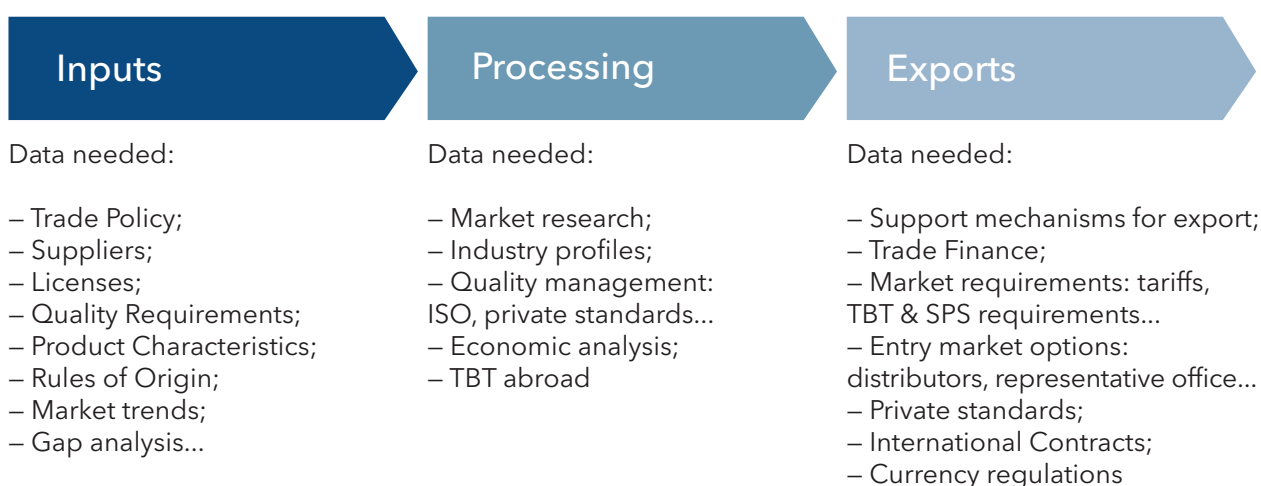 Inputs
Data needed:
– Trade Policy;
– Suppliers;
– Licenses;
– Quality Requirements;
– Product Characteristics;
– Rules of Origin;
– Market trends;
– Gap analysis...
Processing
Data needed:
– Market research;
– Industry profiles;
– Quality management:
ISO, private standards...
– Economic analysis;
– TBT abroad
Exports
Data needed:
– Support mechanisms for export;
– Trade Finance;
– Market requirements: tariffs,
TBT & SPS requirements...
– Entry market options:
distributors, representative office...
– Private standards;
– International Contracts;
– Currency regulations